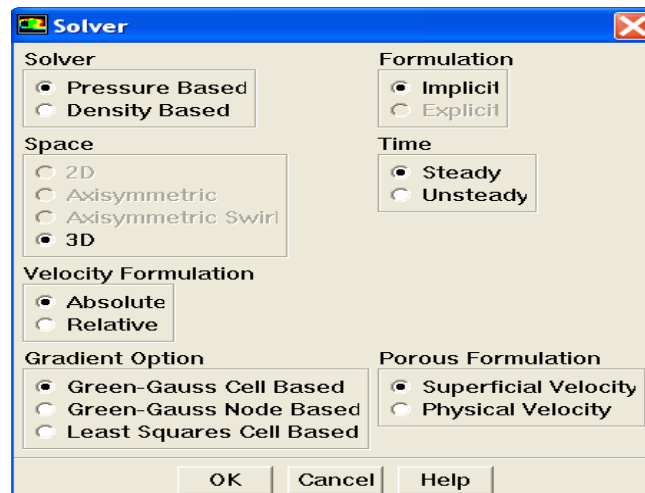 Solver
Solver
Pressure Based
Density Based
Formulation
Implicit
Explicit
Space
2D
Axisymmetric
Axisymmetric Swirl
3D
Time
Steady
Unsteady
Velocity Formulation
Absolute
Relative
Gradient Option
Green-Gauss Cell Based
Green-Gauss Node Based
Least Squares Cell Based
Porous Formulation
Superficial Velocity
Physical Velocity
OK Cancel Help